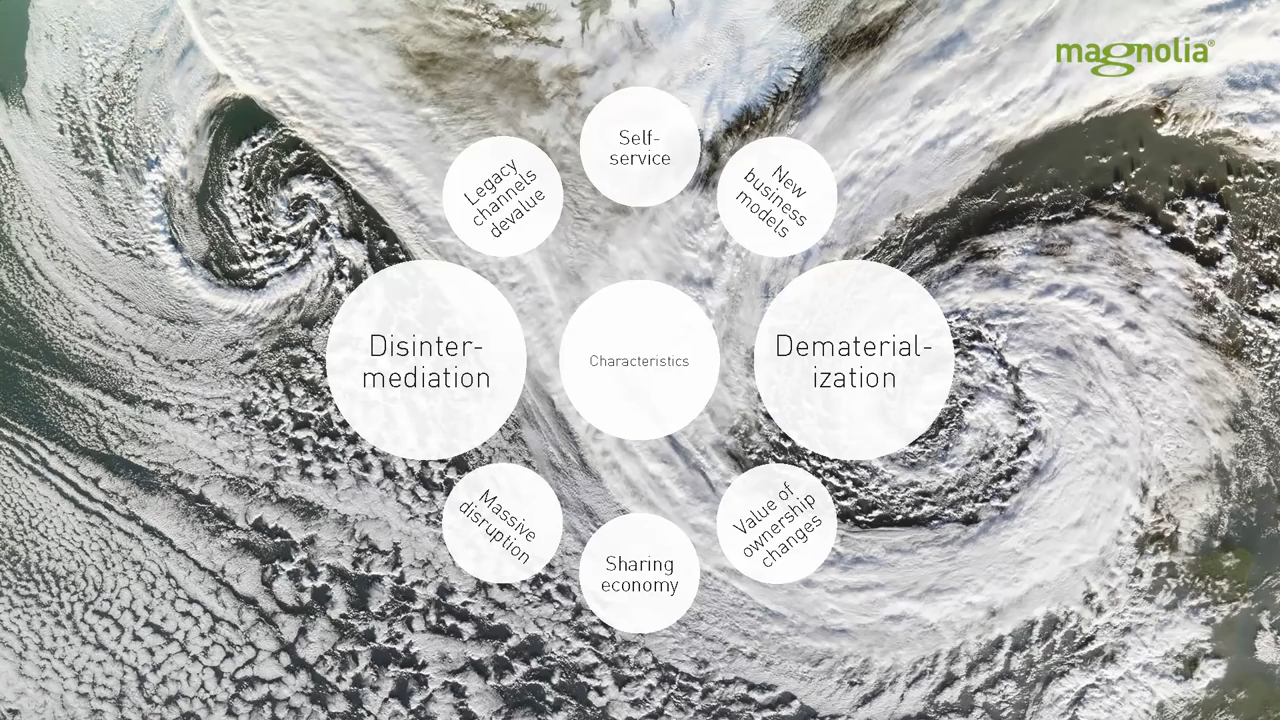 magnolia®
Self-
service
Legacy
channels
devalue
New
business
models
Disinter-
mediation
Characteristics
Dematerial-
ization
Massive
disruption
Sharing
economy
Value of
ownership
changes